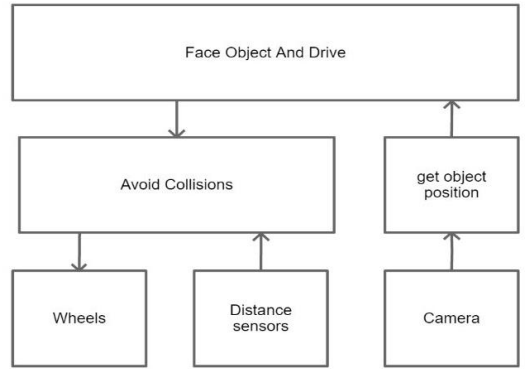 Face Object And Drive
Avoid Collisions
get object
position
Wheels
Distance
sensors
Camera